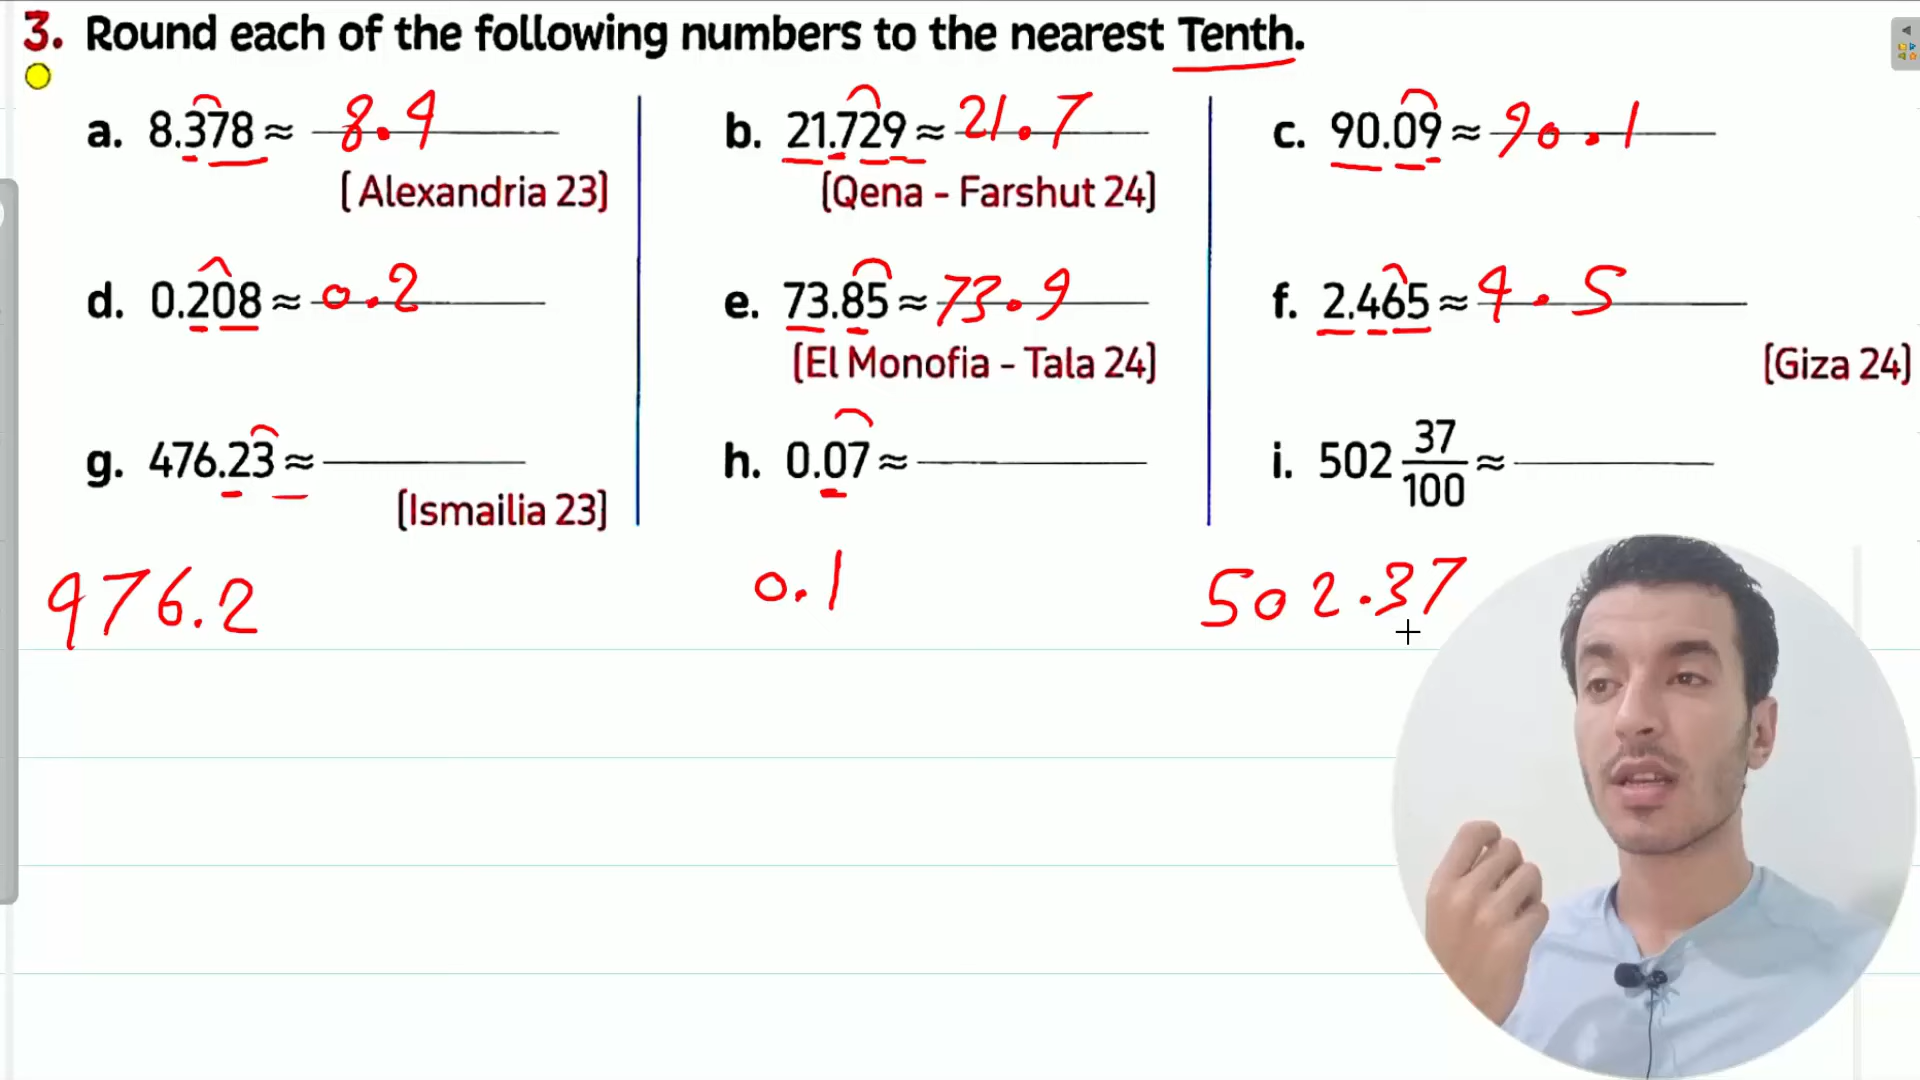 3. Round each of the following numbers to the nearest Tenth.
a. 8.378 ≈ 8.4
b. 21.729 ≈ 21.7
c. 90.09 ≈ 90.1
[ Alexandria 23]
[Qena - Farshut 24]
d. 0.208 ≈ 0.2
e. 73.85 ≈ 73.9
f. 2.465 ≈ 4.5
[El Monofia - Tala 24]
[Giza 24]
g. 476.23 ≈
h. 0.07 ≈
i. 502 37/100 ≈
[Ismailia 23]
476.2
0.1
502.37